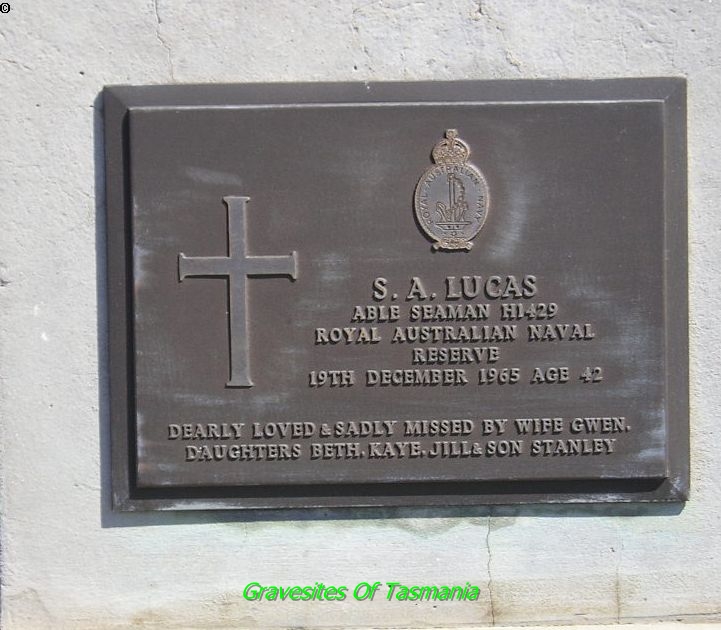 ©
ROYAL AUSTRALIAN NAVY
S. A. LUCAS
ABLE SEAMAN H1429
ROYAL AUSTRALIAN NAVAL
RESERVE
19TH DECEMBER 1965 AGE 42
DEARLY LOVED & SADLY MISSED BY WIFE GWEN.
DAUGHTERS BETH. KAYE. JILL & SON STANLEY
Gravesites Of Tasmania